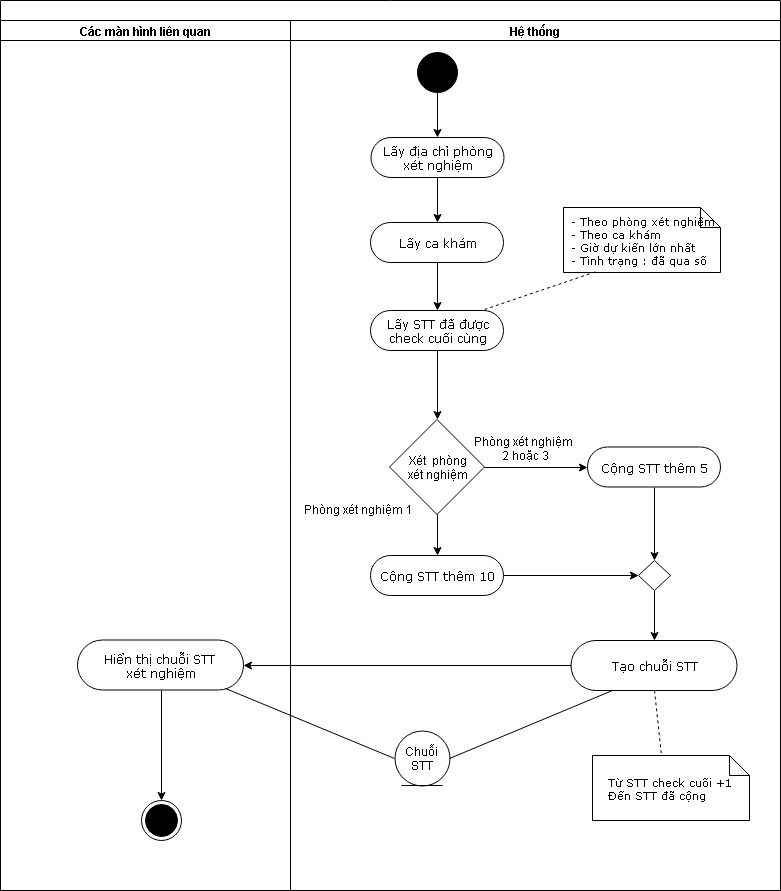 Các màn hình liên quan
Hệ thống
Lấy địa chỉ phòng
xét nghiệm
Lấy ca khám
- Theo phòng xét nghiệm
- Theo ca khám
- Giờ dự kiến lớn nhất
- Tình trạng : đã qua số
Lấy STT đã được
check cuối cùng
Xét phòng
xét nghiệm
Phòng xét nghiệm
2 hoặc 3
Cộng STT thêm 5
Phòng xét nghiệm 1
Cộng STT thêm 10
Hiển thị chuỗi STT
xét nghiệm
Tạo chuỗi STT
Chuỗi
STT
Từ STT check cuối +1
Đến STT đã cộng